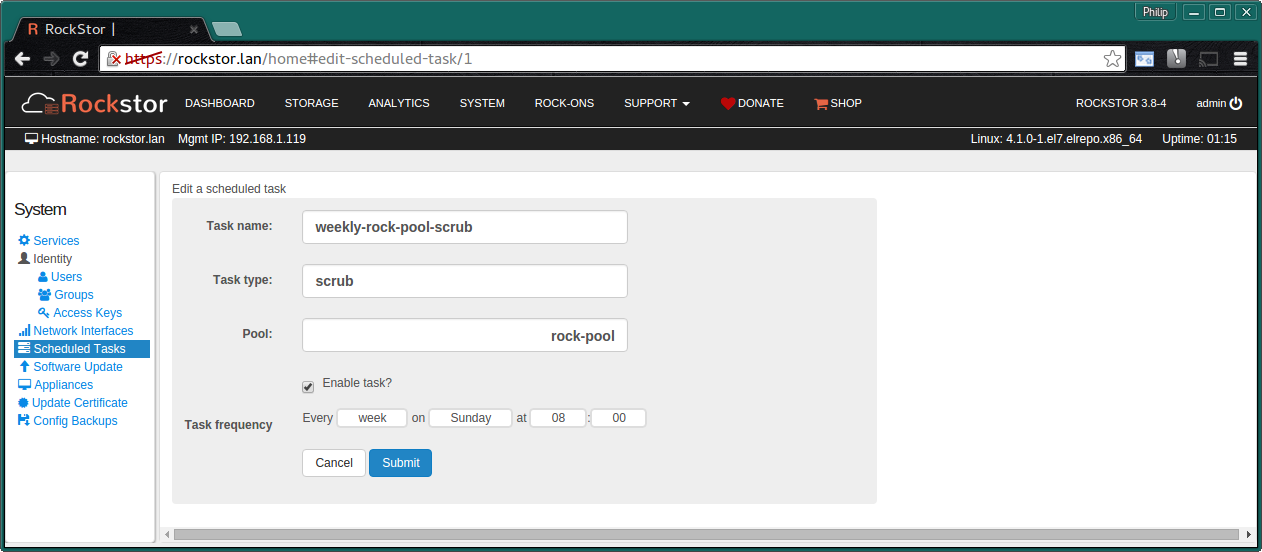 Philip
R RockStor |
https://rockstor.lan/home#edit-scheduled-task/1
Rockstor DASHBOARD STORAGE ANALYTICS SYSTEM ROCK-ONS SUPPORT DONATE SHOP ROCKSTOR 3.8-4 admin
Hostname: rockstor.lan Mgmt IP: 192.168.1.119 Linux: 4.1.0-1.el7.elrepo.x86_64 Uptime: 01:15
System
Services
Identity
Users
Groups
Access Keys
Network Interfaces
Scheduled Tasks
Software Update
Appliances
Update Certificate
Config Backups
Edit a scheduled task
Task name: weekly-rock-pool-scrub
Task type: scrub
Pool: rock-pool
Enable task?
Task frequency Every week on Sunday at 08 : 00
Cancel Submit